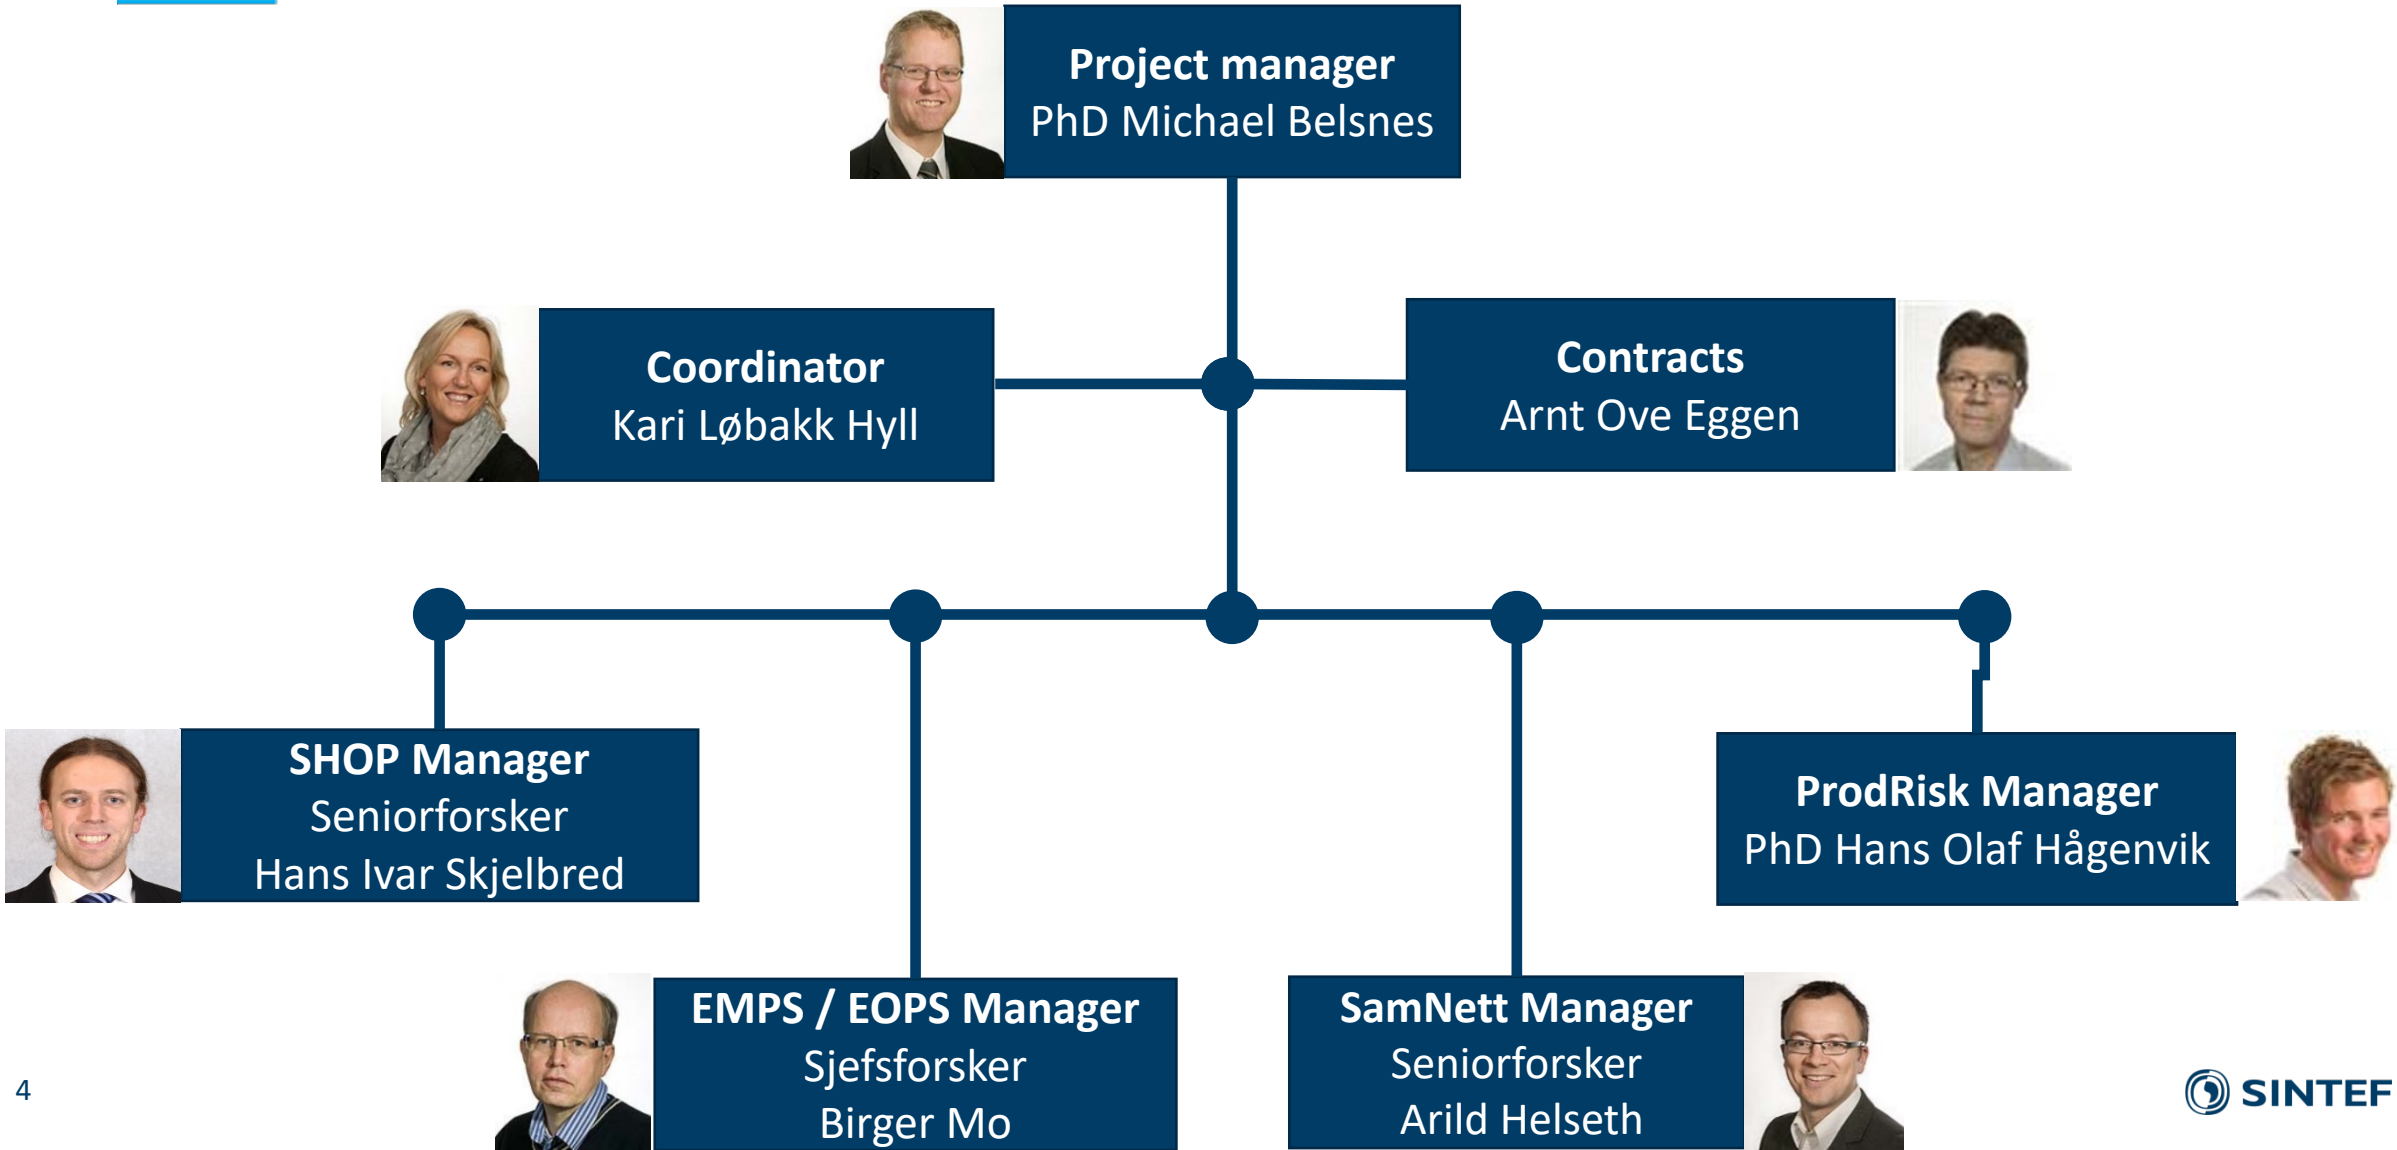 Project manager
PhD Michael Belsnes
Coordinator
Kari Løbakk Hyll
Contracts
Arnt Ove Eggen
SHOP Manager
Seniorforsker
Hans Ivar Skjelbred
ProdRisk Manager
PhD Hans Olaf Hågenvik
EMPS / EOPS Manager
Sjefsforsker
Birger Mo
SamNett Manager
Seniorforsker
Arild Helseth
4
SINTEF